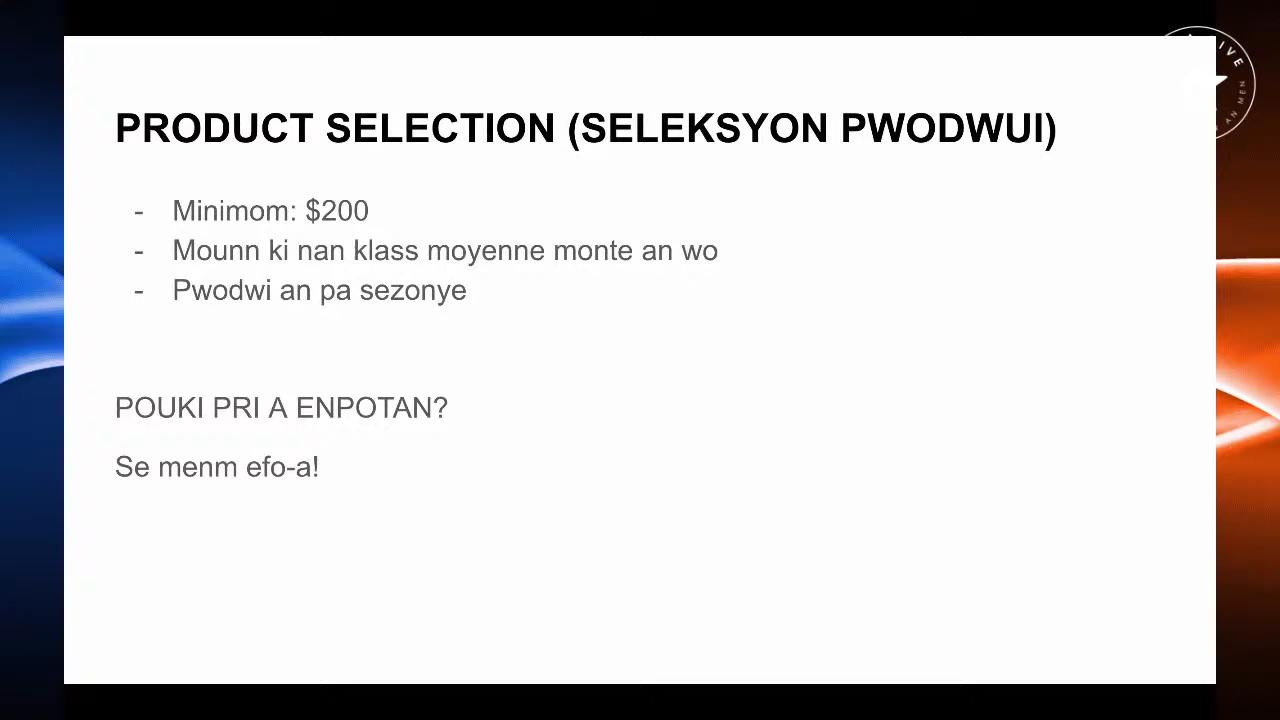 PRODUCT SELECTION (SELEKSYON PWODWUI)
- Minimom: $200
- Mounn ki nan klass moyenne monte an wo
- Pwodwi an pa sezonye
POUKI PRI A ENPOTAN?
Se menm efo-a!